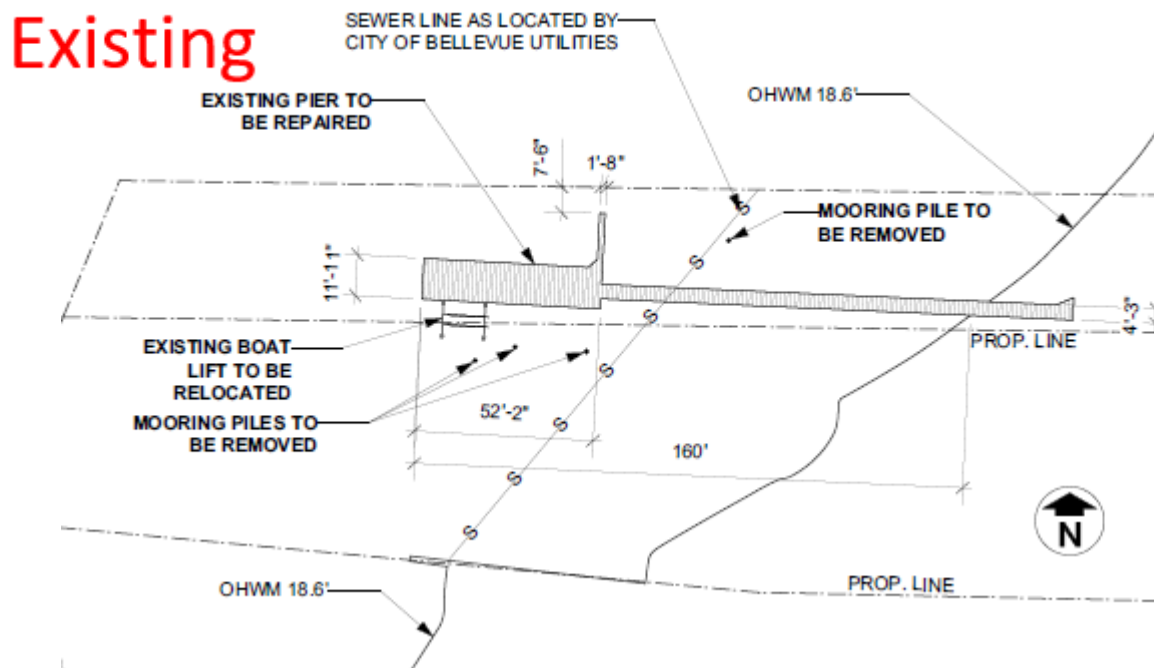 Existing
SEWER LINE AS LOCATED BY
CITY OF BELLEVUE UTILITIES
EXISTING PIER TO
BE REPAIRED
OHWM 18.6'
7'-6"
1'-8"
S
MOORING PILE TO
BE REMOVED
S
11'-11"
4'-3"
S
PROP. LINE
EXISTING BOAT
LIFT TO BE
RELOCATED
S
MOORING PILES TO
BE REMOVED
52'-2"
S
160'
S
N
S
OHWM 18.6'
PROP. LINE